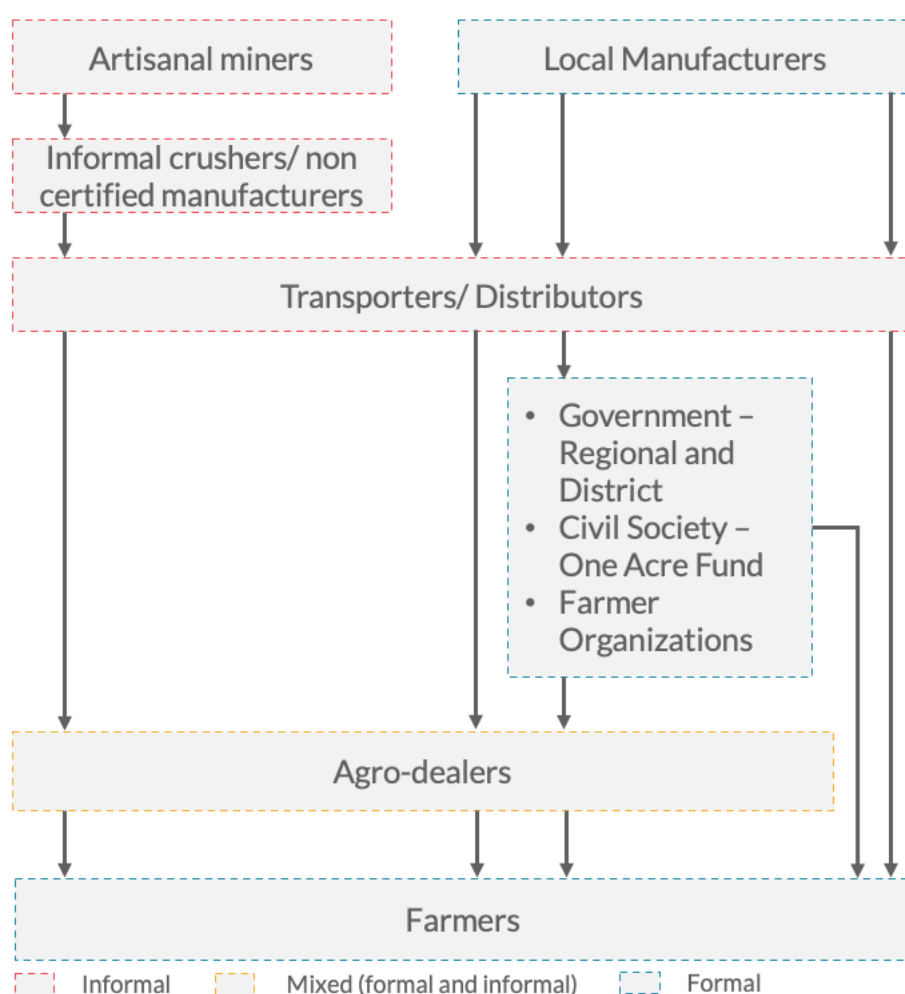 Artisanal miners
Local Manufacturers
Informal crushers/ non
certified manufacturers
Transporters/ Distributors
• Government –
Regional and
District
• Civil Society –
One Acre Fund
• Farmer
Organizations
Agro-dealers
Farmers
Informal
Mixed (formal and informal)
Formal